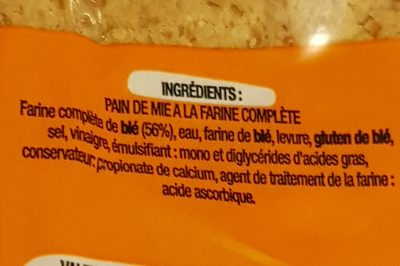 INGRÉDIENTS :
PAIN DE MIE A LA FARINE COMPLÈTE
Farine complète de blé (56%), eau, farine de blé, levure, gluten de blé,
sel, vinaigre, émulsifiant : mono et diglycérides d'acides gras,
conservateur: propionate de calcium, agent de traitement de la farine :
acide ascorbique.